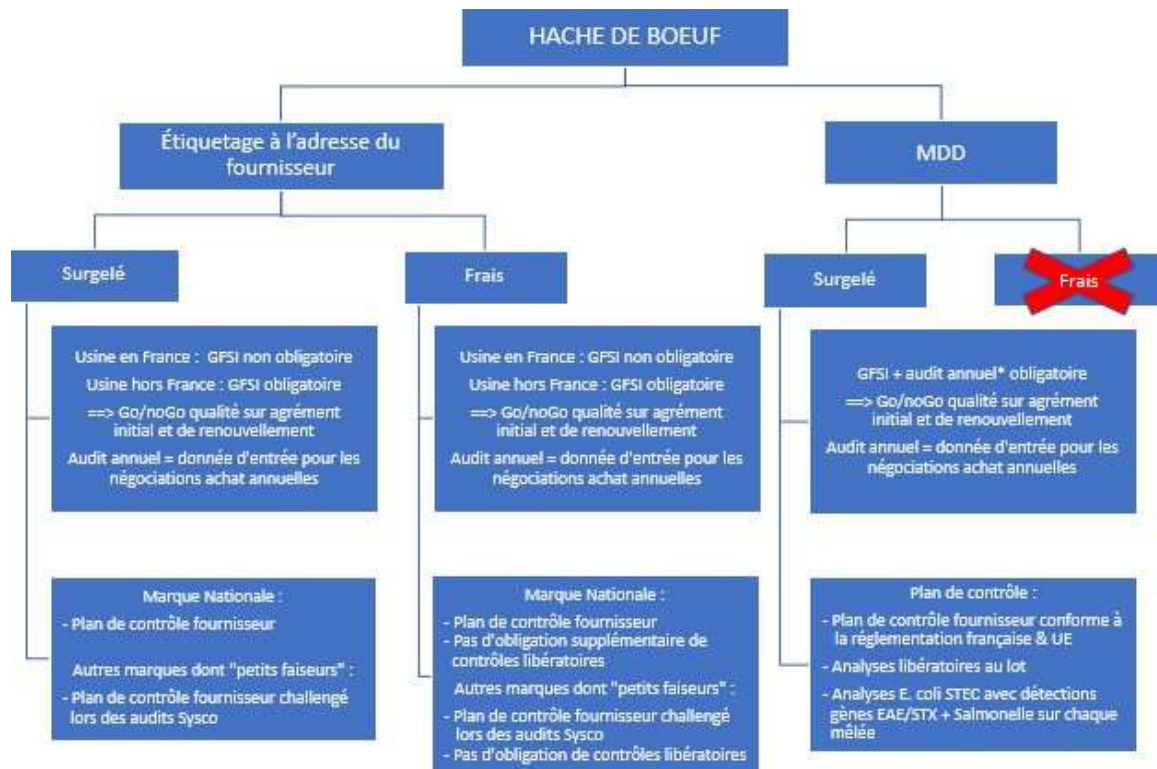 HACHE DE BOEUF
Étiquetage à l'adresse du
fournisseur
MDD
Surgelé
Frais
Surgelé
Frais
Usine en France : GFSI non obligatoire
Usine hors France : GFSI obligatoire
==> Go/noGo qualité sur agrément
initial et de renouvellement
Audit annuel = donnée d'entrée pour les
négociations achat annuelles
Usine en France : GFSI non obligatoire
Usine hors France : GFSI obligatoire
==> Go/noGo qualité sur agrément
initial et de renouvellement
Audit annuel = donnée d'entrée pour les
négociations achat annuelles
GFSI + audit annuel* obligatoire
==> Go/noGo qualité sur agrément
initial et de renouvellement
Audit annuel = donnée d'entrée pour les
négociations achat annuelles
Marque Nationale :
- Plan de contrôle fournisseur
Autres marques dont "petits faiseurs" :
- Plan de contrôle fournisseur challengé
lors des audits Sysco
Marque Nationale :
- Plan de contrôle fournisseur
- Pas d'obligation supplémentaire de
contrôles libératoires
Autres marques dont "petits faiseurs" :
- Plan de contrôle fournisseur challengé
lors des audits Sysco
- Pas d'obligation de contrôles libératoires
Plan de contrôle :
- Plan de contrôle fournisseur conforme à
la réglementation française & UE
- Analyses libératoires au lot
- Analyses E. coli STEC avec détections
gènes EAE/STX + Salmonelle sur chaque
mêlée